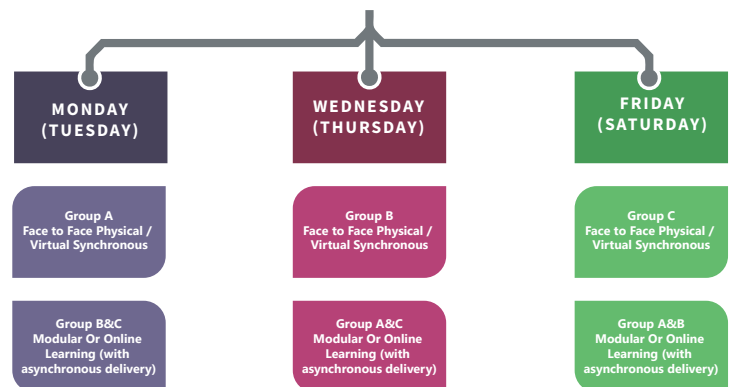 MONDAY
(TUESDAY)
WEDNESDAY
(THURSDAY)
FRIDAY
(SATURDAY)
Group A
Face to Face Physical /
Virtual Synchronous
Group B
Face to Face Physical /
Virtual Synchronous
Group C
Face to Face Physical /
Virtual Synchronous
Group B&C
Modular Or Online
Learning (with
asynchronous delivery)
Group A&C
Modular Or Online
Learning (with
asynchronous delivery)
Group A&B
Modular Or Online
Learning (with
asynchronous delivery)